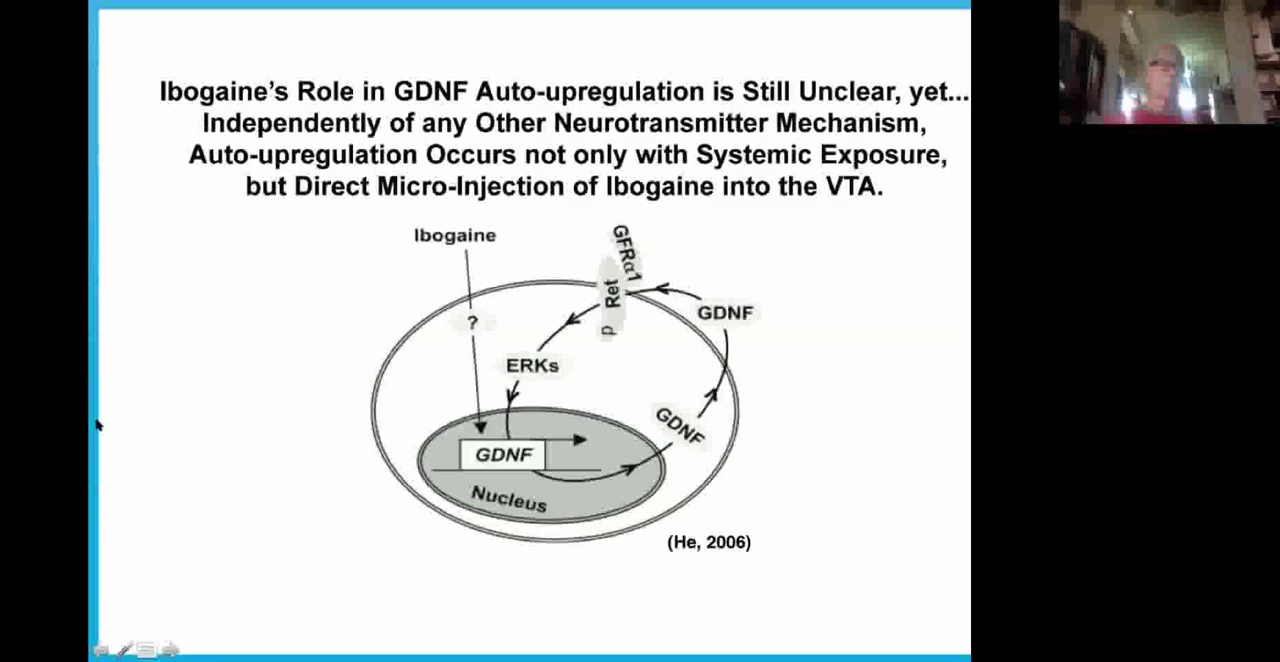 Ibogaine's Role in GDNF Auto-upregulation is Still Unclear, yet...
Independently of any Other Neurotransmitter Mechanism,
Auto-upregulation Occurs not only with Systemic Exposure,
but Direct Micro-Injection of Ibogaine into the VTA.
Ibogaine
GFRα1
Ret
p
?
GDNF
ERKs
GDNF
GDNF
Nucleus
(He, 2006)